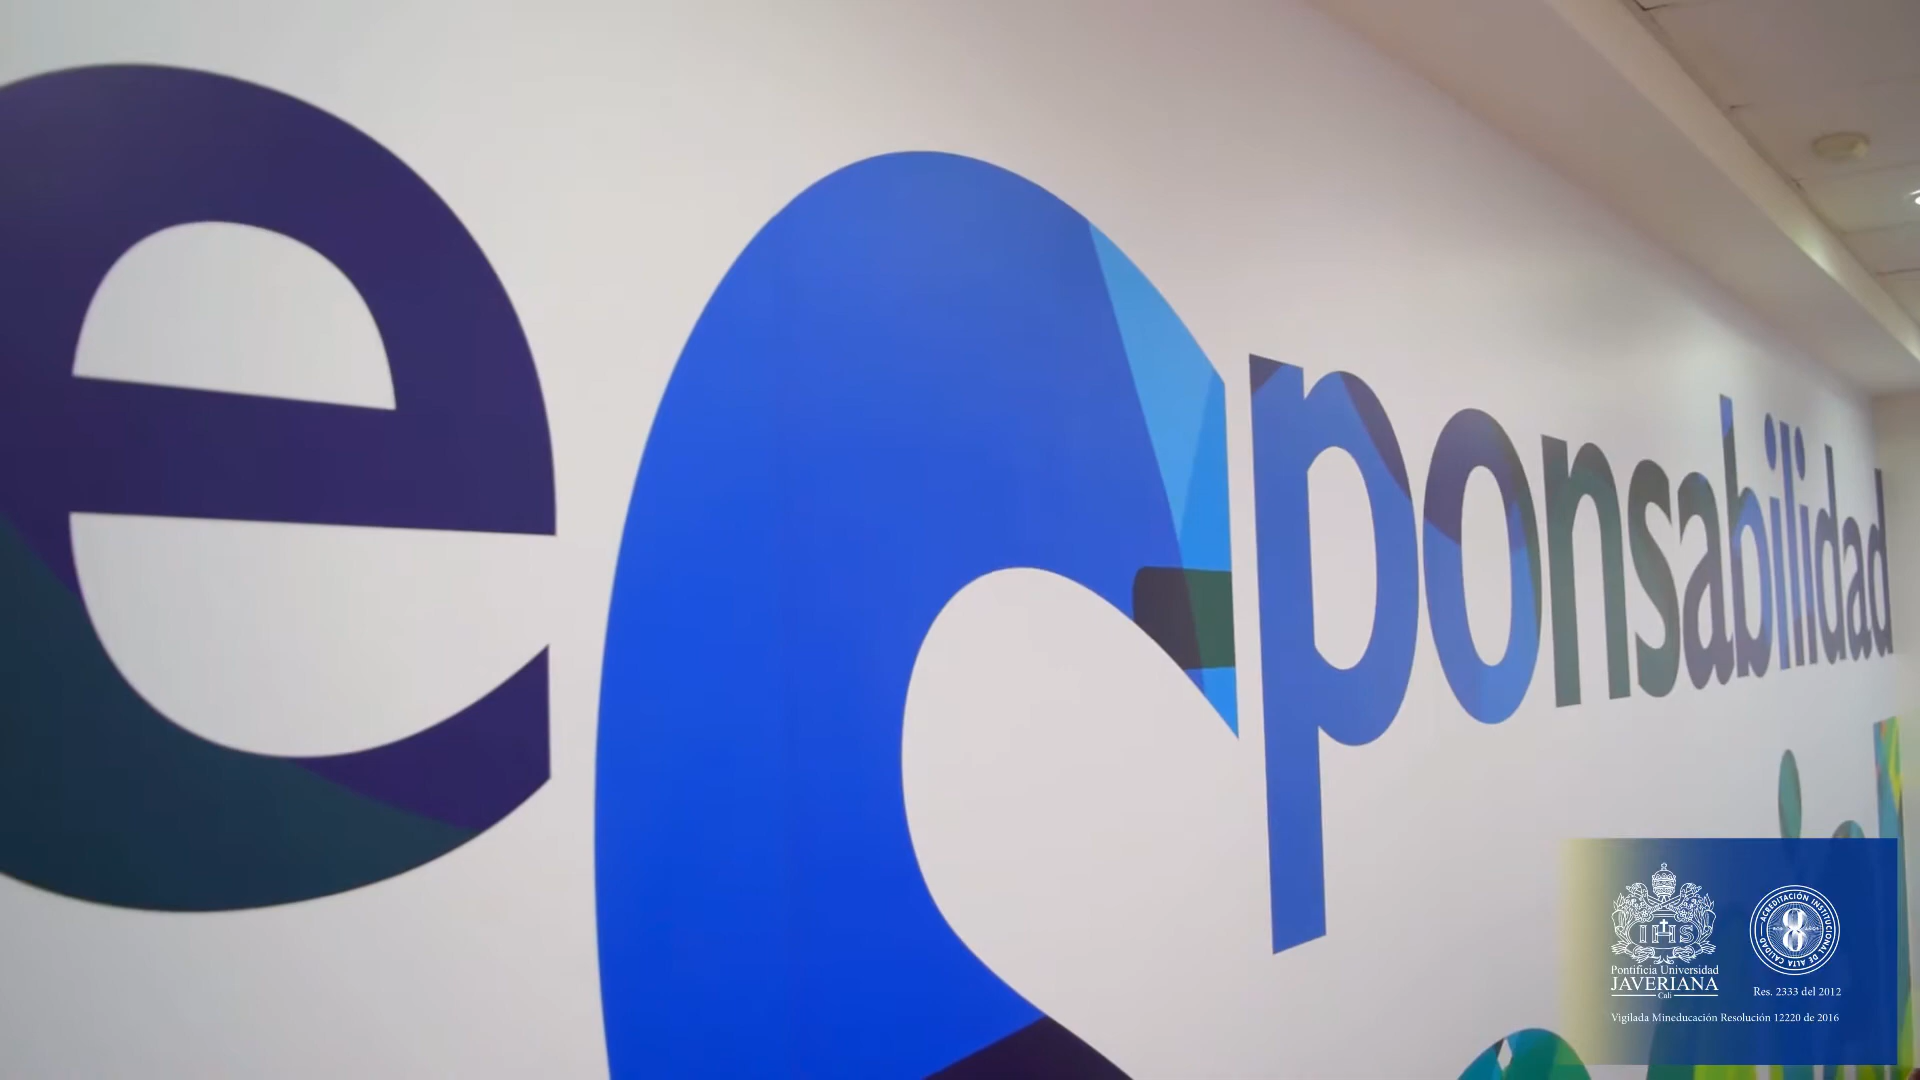 esponsabilidad
IHS
Pontificia Universidad
JAVERIANA
Cali
ACREDITACIÓN INSTITUCIONAL DE ALTA CALIDAD
8
Res. 2333 del 2012
Vigilada Mineducación Resolución 12220 de 2016